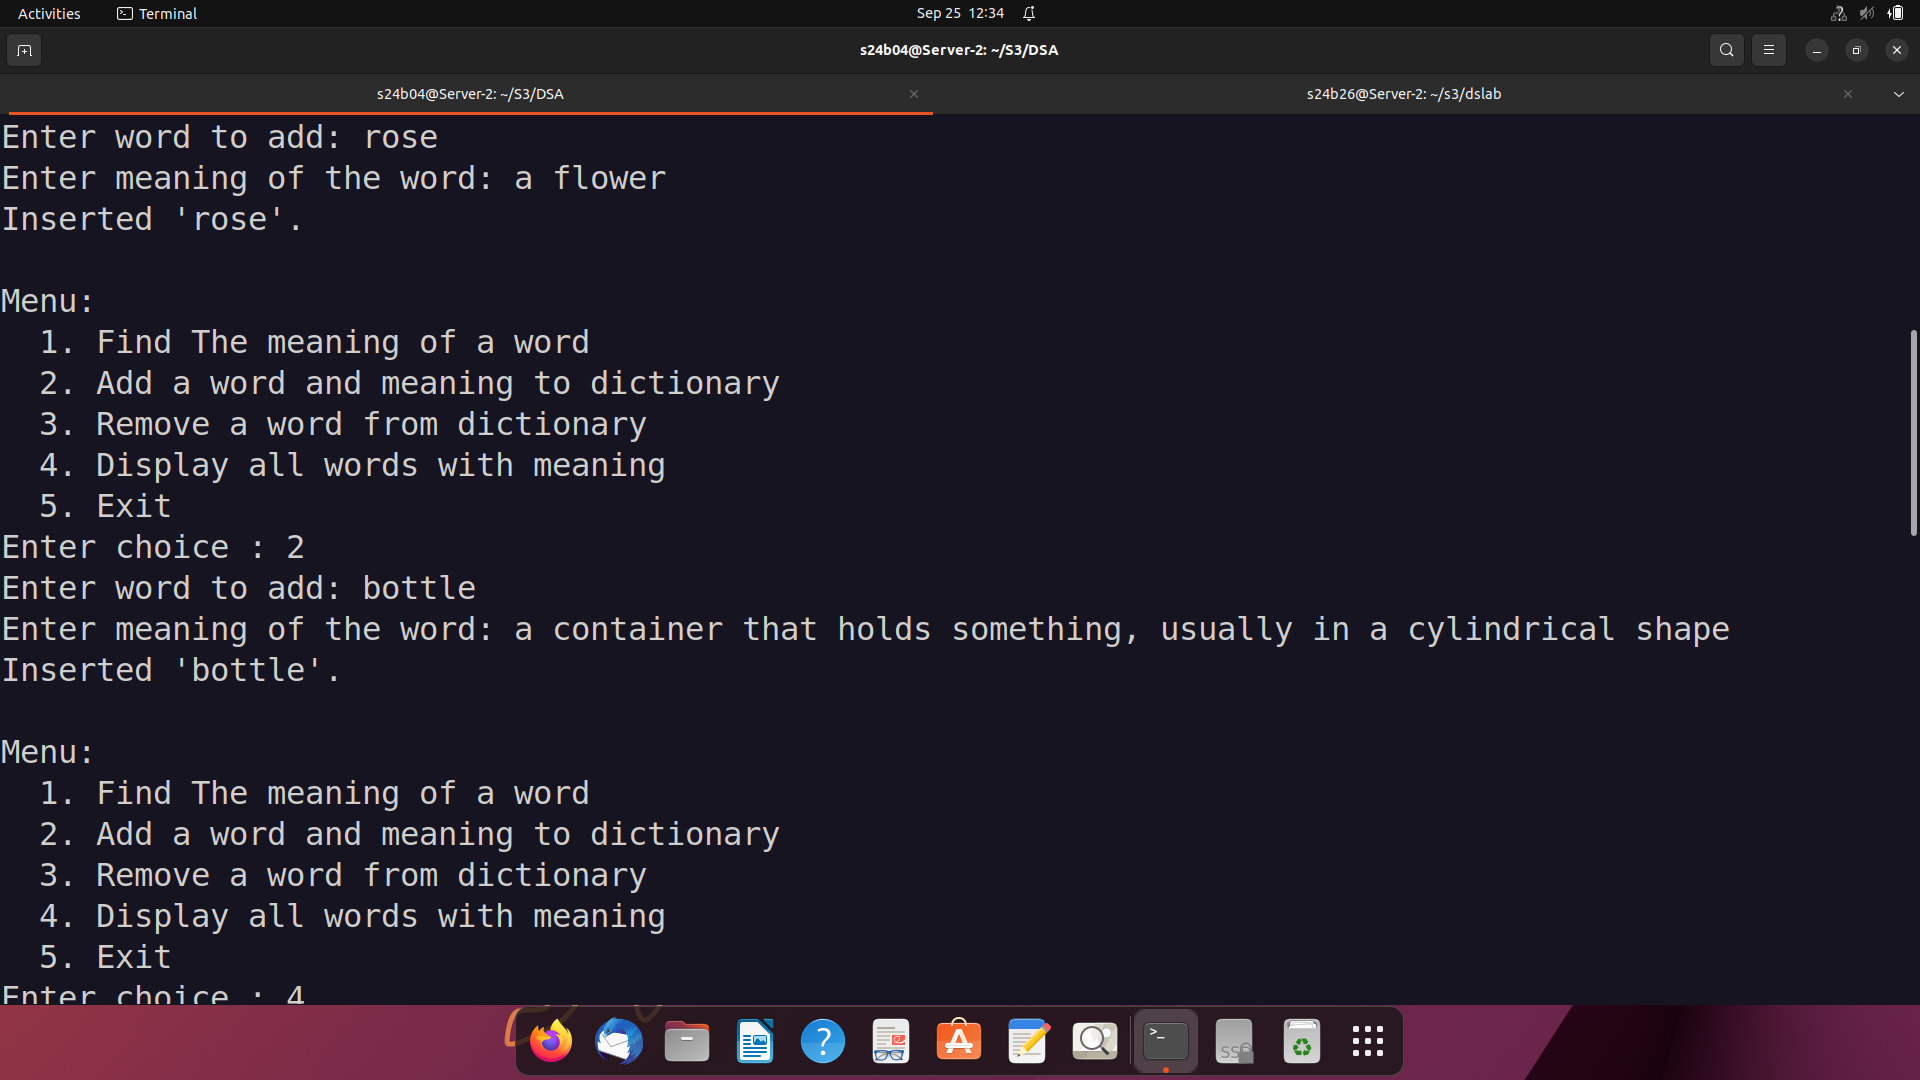 Activities
Terminal
Sep 25 12:34
s24b04@Server-2: ~/S3/DSA
s24b04@Server-2: ~/S3/DSA
s24b26@Server-2: ~/s3/dslab
Enter word to add: rose
Enter meaning of the word: a flower
Inserted 'rose'.
Menu:
1. Find The meaning of a word
2. Add a word and meaning to dictionary
3. Remove a word from dictionary
4. Display all words with meaning
5. Exit
Enter choice : 2
Enter word to add: bottle
Enter meaning of the word: a container that holds something, usually in a cylindrical shape
Inserted 'bottle'.
Menu:
1. Find The meaning of a word
2. Add a word and meaning to dictionary
3. Remove a word from dictionary
4. Display all words with meaning
5. Exit
Enter choice : 4